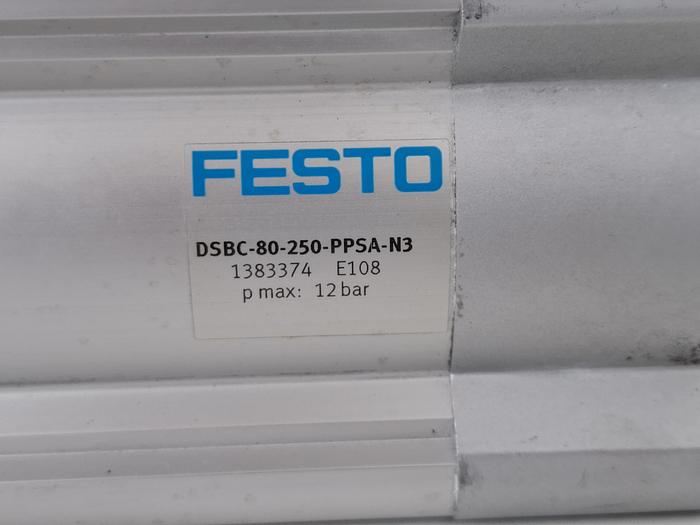 FESTO
DSBC-80-250-PPSA-N3
1383374 E108
p max: 12 bar